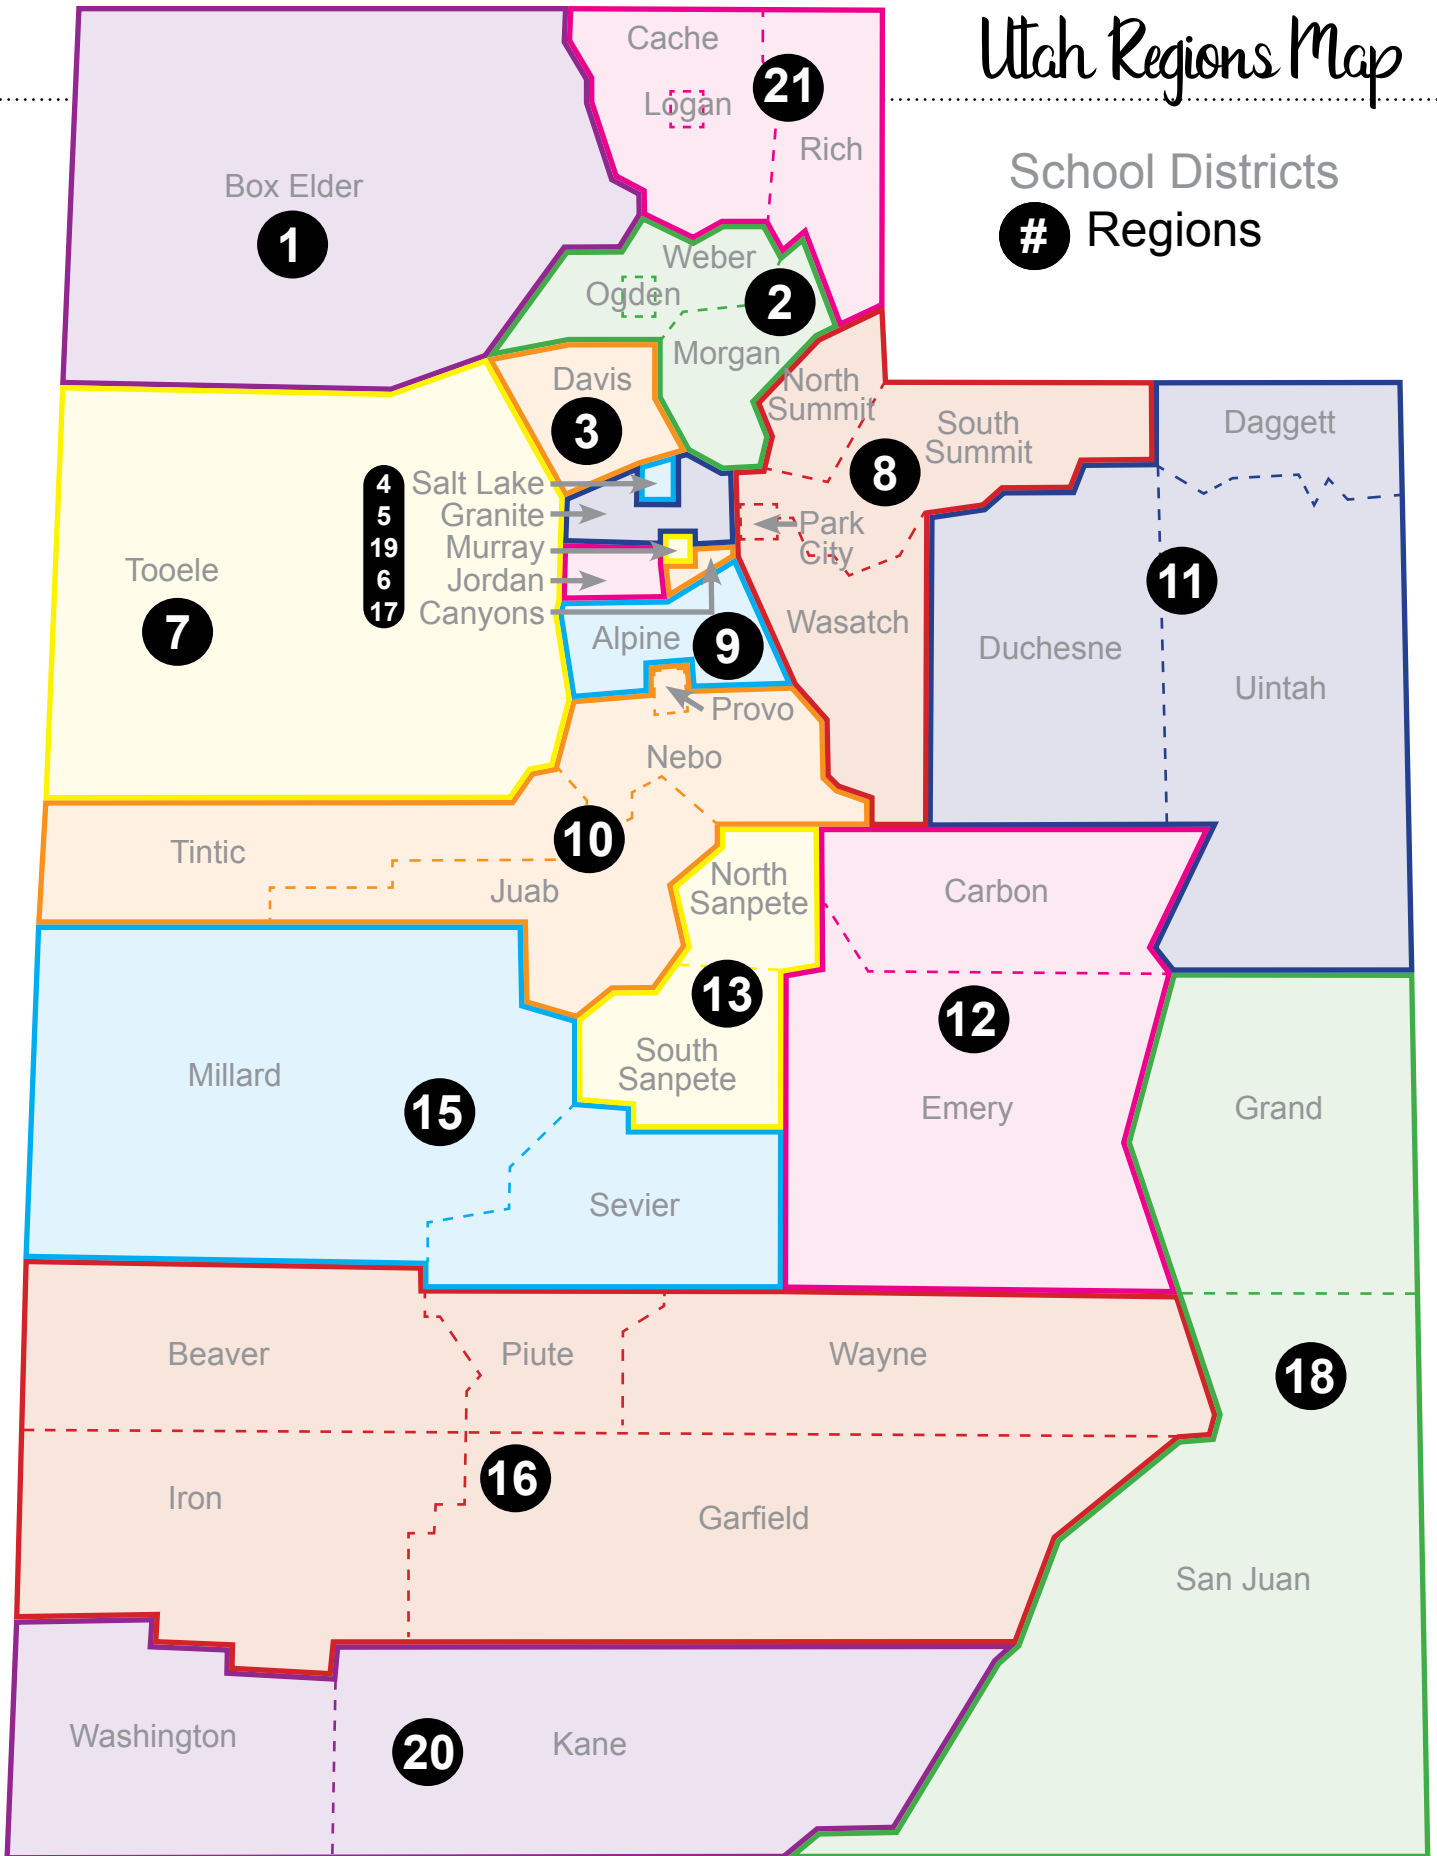 Utah Regions Map
School Districts
# Regions
Cache
21
Logan
Rich
Box Elder
1
Weber
Ogden
2
Morgan
Davis
3
North
Summit
South
Summit
8
Daggett
4 Salt Lake
5 Granite
19 Murray
6 Jordan
17 Canyons
Park
City
Tooele
7
11
Alpine
9
Wasatch
Duchesne
Uintah
Provo
Nebo
10
Tintic
Juab
North
Sanpete
Carbon
13
12
South
Sanpete
Millard
15
Emery
Grand
Sevier
Beaver
Piute
Wayne
18
16
Iron
Garfield
San Juan
Washington
20
Kane